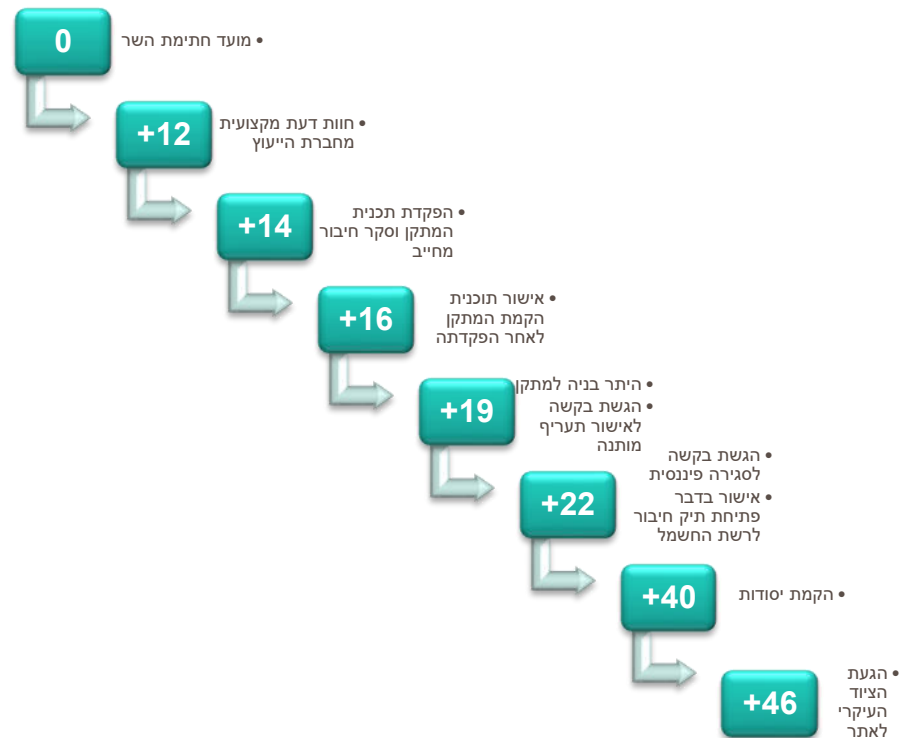 0
• מועד חתימת השר
+12
• חוות דעת מקצועית
מחברת הייעוץ
+14
• הפקדת תכנית
המתקן וסקר חיבור
מחייב
+16
• אישור תוכנית
הקמת המתקן
לאחר הפקדתה
+19
• היתר בניה למתקן
• הגשת בקשה
לאישור תעריף
מותנה
+22
• הגשת בקשה
לסגירה פיננסית
• אישור בדבר
פתיחת תיק חיבור
לרשת החשמל
+40
• הקמת יסודות
+46
• הגעת
הציוד
העיקרי
לאתר